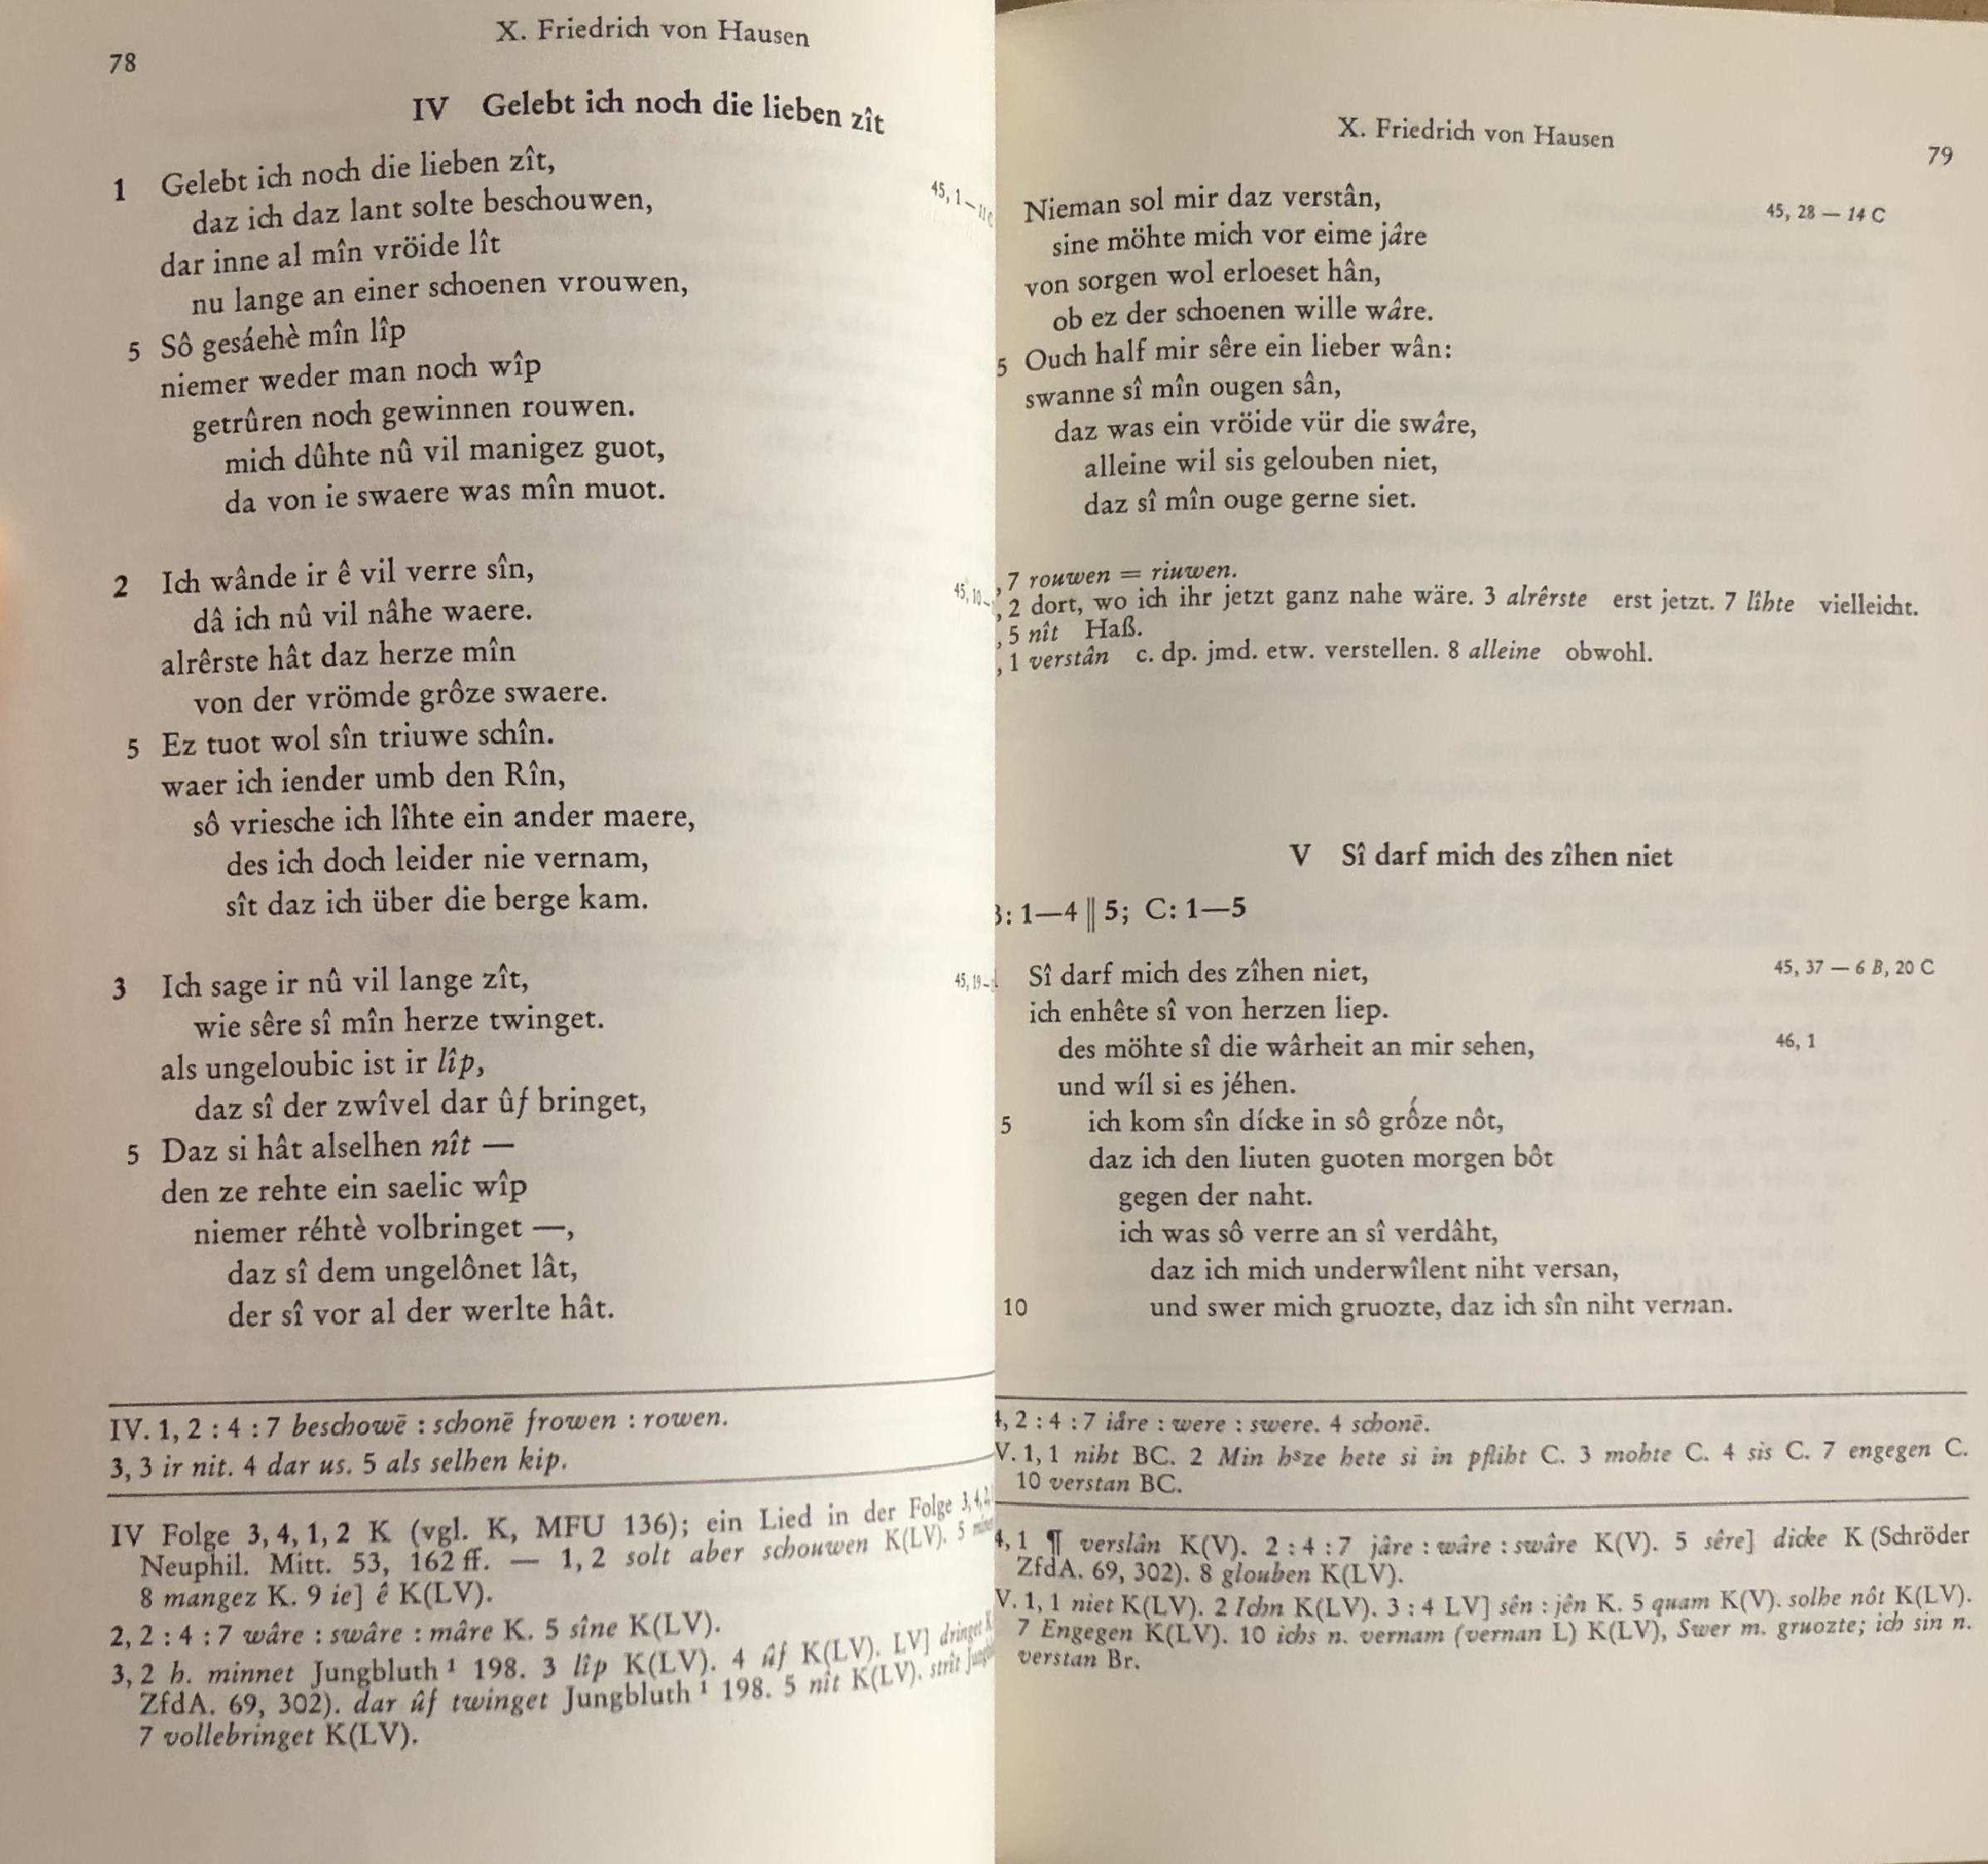 X. Friedrich von Hausen
78
IV Gelebt ich noch die lieben zît
1 Gelebt ich noch die lieben zît,
daz ich daz lant solte beschouwen,
dar inne al mîn vröide lît
nu lange an einer schoenen vrouwen,
5 Sô gesáehè mîn lîp
niemer weder man noch wîp
getrûren noch gewinnen rouwen.
mich dûhte nû vil manigez guot,
da von ie swaere was mîn muot.
45, 1 — 11 C
2 Ich wânde ir ê vil verre sîn,
dâ ich nû vil nâhe waere.
alrêrste hât daz herze mîn
von der vrömde grôze swaere.
5 Ez tuot wol sîn triuwe schîn.
waer ich iender umb den Rîn,
sô vriesche ich lîhte ein ander maere,
des ich doch leider nie vernam,
sît daz ich über die berge kam.
45, 10 —
3 Ich sage ir nû vil lange zît,
wie sêre sî mîn herze twinget.
als ungeloubic ist ir lîp,
daz sî der zwîvel dar ûf bringet,
5 Daz si hât alselhen nît —
den ze rehte ein saelic wîp
niemer réhtè volbringet —,
daz sî dem ungelônet lât,
der sî vor al der werlte hât.
45, 19 —
IV. 1, 2 : 4 : 7 beschowē : schonē frowen : rowen.
3, 3 ir nit. 4 dar us. 5 als selhen kip.
IV Folge 3, 4, 1, 2 K (vgl. K, MFU 136); ein Lied in der Folge 3, 4, 2,
Neuphil. Mitt. 53, 162 ff. — 1, 2 solt aber schouwen K(LV). 5
8 mangez K. 9 ie] ê K(LV).
2, 2 : 4 : 7 wâre : swâre : mâre K. 5 sîne K(LV).
3, 2 h. minnet Jungbluth¹ 198. 3 lîp K(LV). 4 ûf K(LV). LV] dringet
ZfdA. 69, 302). dar ûf twinget Jungbluth¹ 198. 5 nît K(LV). strît
7 vollebringet K(LV).
X. Friedrich von Hausen
79
Nieman sol mir daz verstân,
sine möhte mich vor eime jâre
von sorgen wol erloeset hân,
ob ez der schoenen wille wâre.
5 Ouch half mir sêre ein lieber wân:
swanne sî mîn ougen sân,
daz was ein vröide vür die swâre,
alleine wil sis gelouben niet,
daz sî mîn ouge gerne siet.
45, 28 — 14 C
, 7 rouwen = riuwen.
, 2 dort, wo ich ihr jetzt ganz nahe wäre. 3 alrêrste erst jetzt. 7 lîhte vielleicht.
, 5 nît Haß.
, 1 verstân c. dp. jmd. etw. verstellen. 8 alleine obwohl.
V Sî darf mich des zîhen niet
: 1—4 ‖ 5; C: 1—5
Sî darf mich des zîhen niet,
45, 37 — 6 B, 20 C
ich enhête sî von herzen liep.
des möhte sî die wârheit an mir sehen,
46, 1
und wíl si es jéhen.
5 ich kom sîn dícke in sô grṓze nôt,
daz ich den liuten guoten morgen bôt
gegen der naht.
ich was sô verre an sî verdâht,
daz ich mich underwîlent niht versan,
10 und swer mich gruozte, daz ich sîn niht vernan.
4, 2 : 4 : 7 iåre : were : swere. 4 schonē.
V. 1, 1 niht BC. 2 Min hˢze hete si in pfliht C. 3 mohte C. 4 sis C. 7 engegen C.
10 verstan BC.
4, 1 ¶ verslân K(V). 2 : 4 : 7 jâre : wâre : swâre K(V). 5 sêre] dicke K (Schröder
ZfdA. 69, 302). 8 glouben K(LV).
V. 1, 1 niet K(LV). 2 Ichn K(LV). 3 : 4 LV] sên : jên K. 5 quam K(V). solhe nôt K(LV).
7 Engegen K(LV). 10 ichs n. vernam (vernan L) K(LV), Swer m. gruozte; ich sin n.
verstan Br.